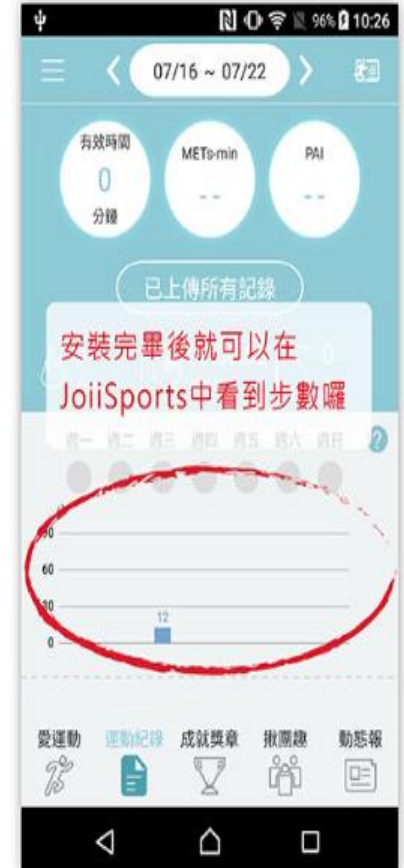 96% 10:26
07/16 ~ 07/22
有效時間
0
分鐘
METs-min
--
PAI
--
已上傳所有記錄
安裝完畢後就可以在
JoiiSports中看到步數囉
週一 週二 週三 週四 週五 週六 週日 ?
90
60
30
12
0
愛運動 運動紀錄 成就獎章 揪團趣 動態報